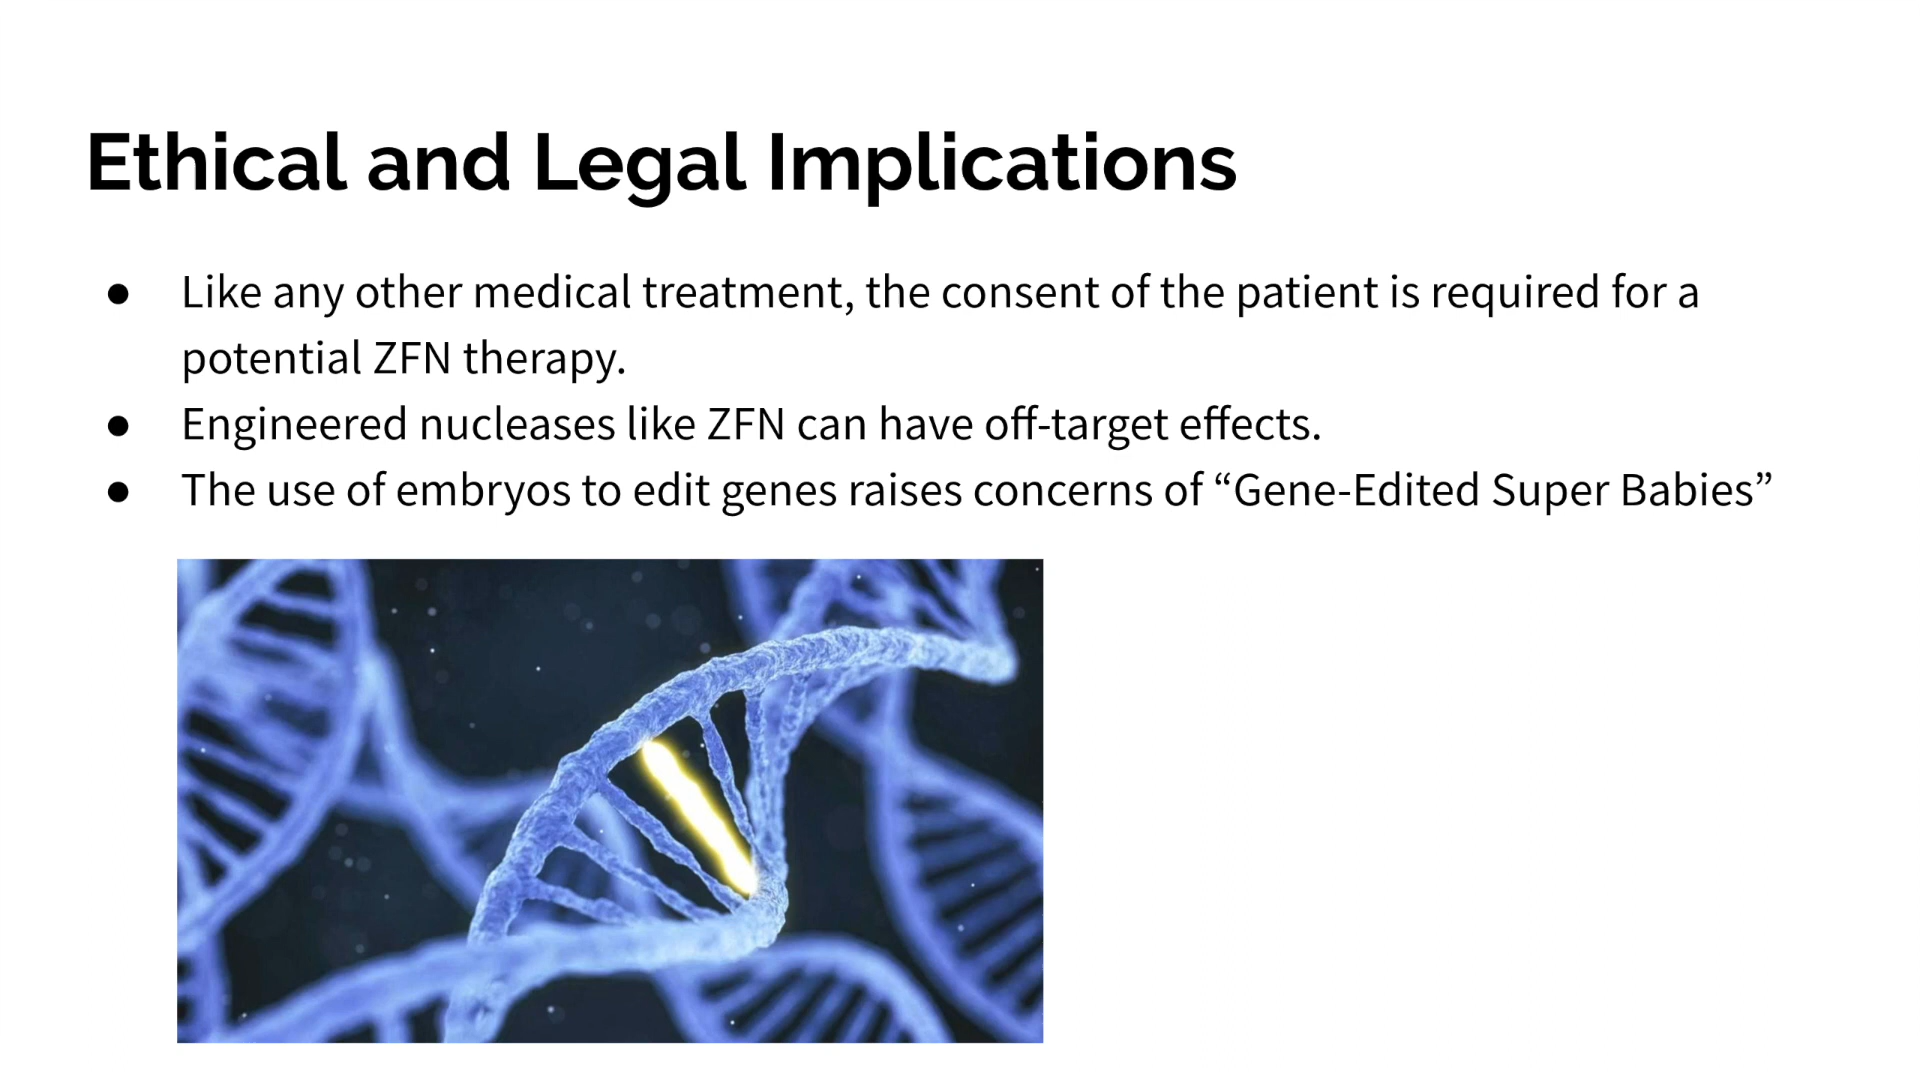 Ethical and Legal Implications
● Like any other medical treatment, the consent of the patient is required for a
potential ZFN therapy.
● Engineered nucleases like ZFN can have off-target effects.
● The use of embryos to edit genes raises concerns of “Gene-Edited Super Babies”